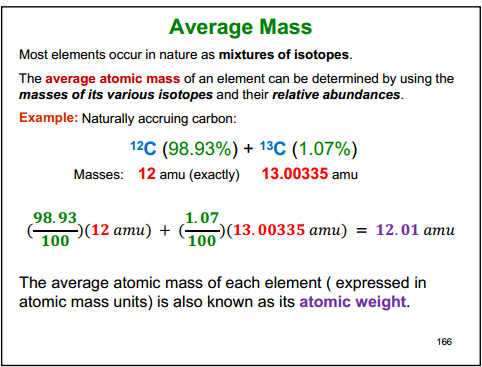 Average Mass
Most elements occur in nature as mixtures of isotopes.
The average atomic mass of an element can be determined by using the
masses of its various isotopes and their relative abundances.
Example: Naturally accruing carbon:
¹²C (98.93%) + ¹³C (1.07%)
Masses: 12 amu (exactly) 13.00335 amu
(98.93/100)(12 amu) + (1.07/100)(13.00335 amu) = 12.01 amu
The average atomic mass of each element ( expressed in
atomic mass units) is also known as its atomic weight.
166